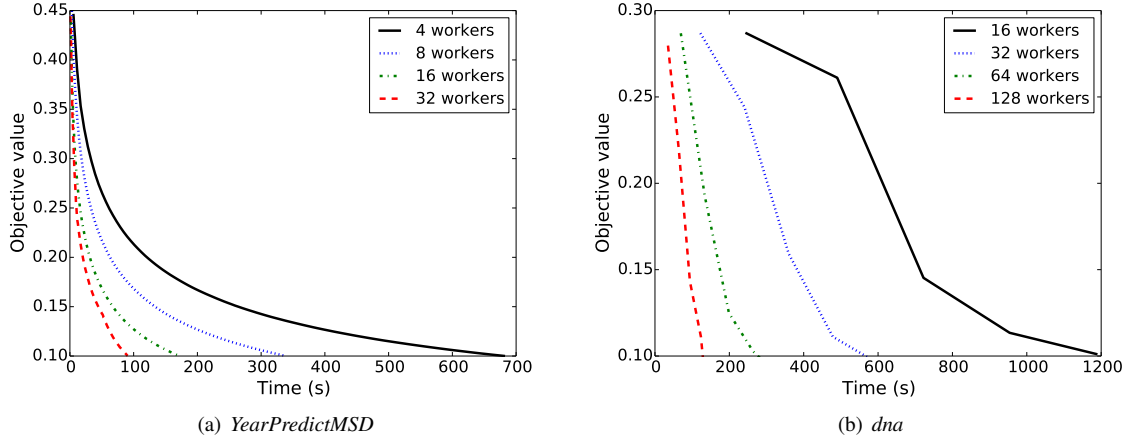 0.45
0.40
0.35
0.30
0.25
0.20
0.15
0.10
Objective value
0 100 200 300 400 500 600 700
Time (s)
4 workers
8 workers
16 workers
32 workers
(a) YearPredictMSD
0.30
0.25
0.20
0.15
0.10
Objective value
0 200 400 600 800 1000 1200
Time (s)
16 workers
32 workers
64 workers
128 workers
(b) dna